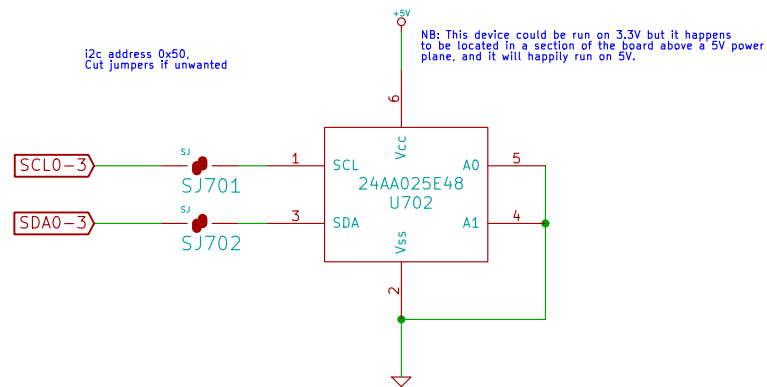 +5V
NB: This device could be run on 3.3V but it happens
to be located in a section of the board above a 5V power
plane, and it will happily run on 5V.
i2c address 0x50,
Cut jumpers if unwanted
6
Vcc
SCL0-3
SJ
SJ701
1
SCL
24AA025E48
U702
A0
5
SDA0-3
SJ
SJ702
3
SDA
A1
4
Vss
2